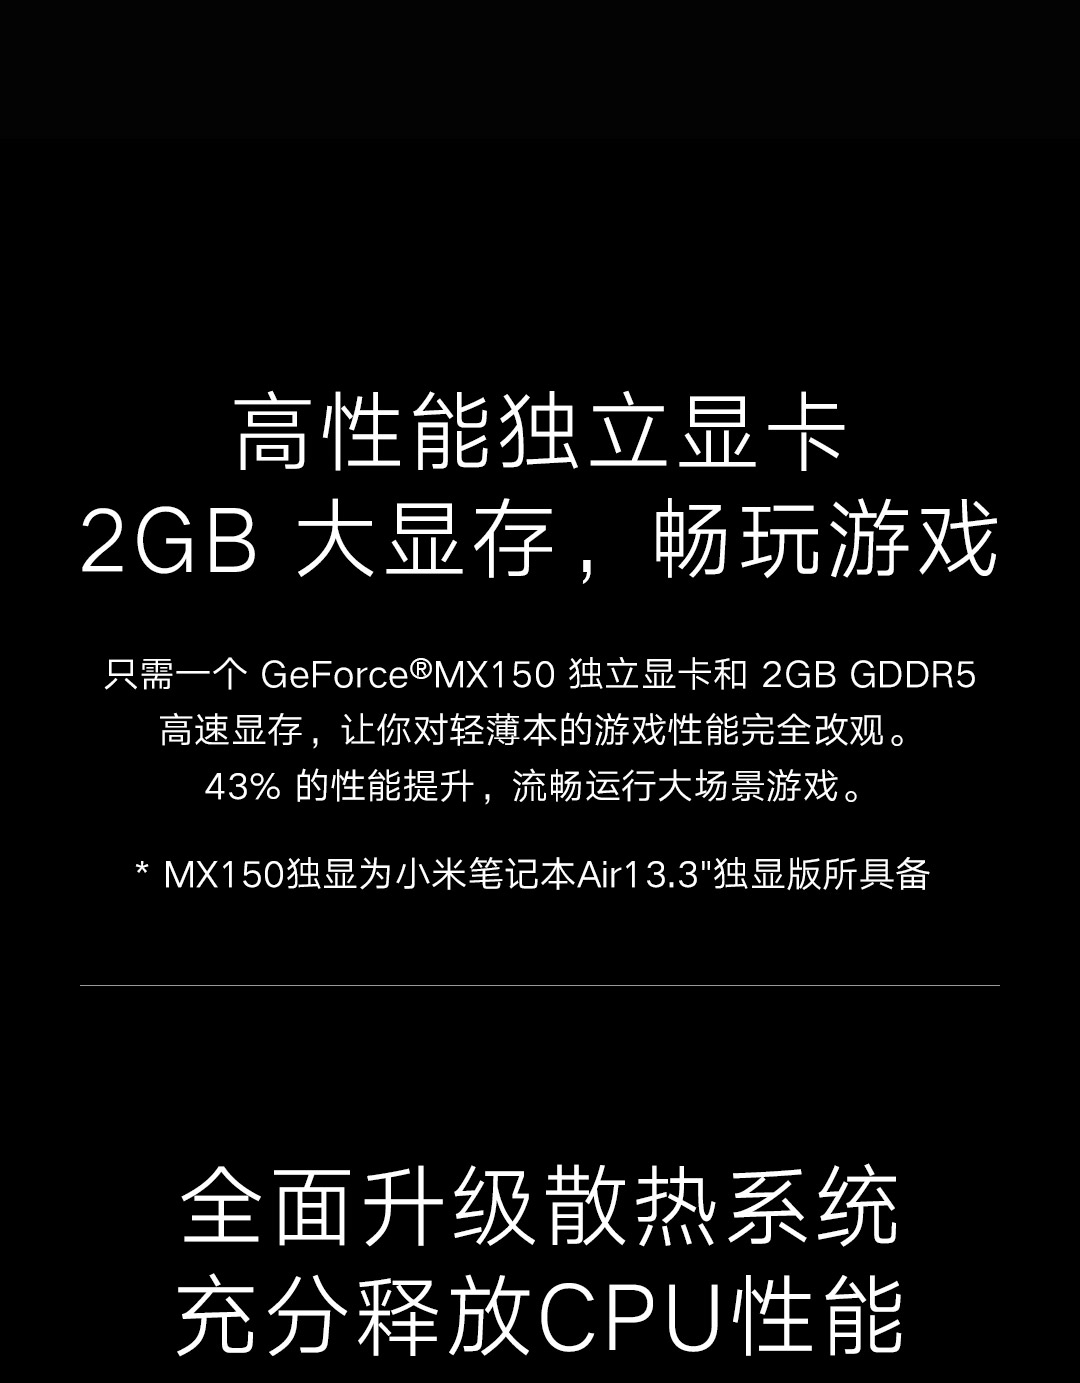 高性能独立显卡
2GB 大显存，畅玩游戏
只需一个 GeForce®MX150 独立显卡和 2GB GDDR5
高速显存，让你对轻薄本的游戏性能完全改观。
43% 的性能提升，流畅运行大场景游戏。
* MX150独显为小米笔记本Air13.3"独显版所具备
全面升级散热系统
充分释放CPU性能